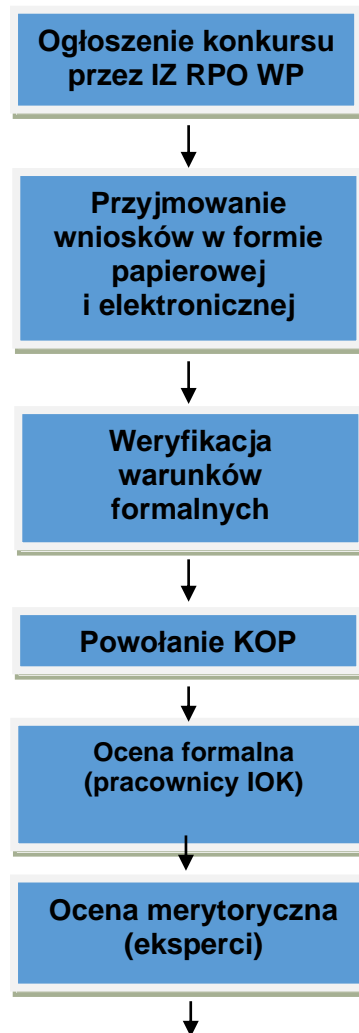 Ogłoszenie konkursu
przez IZ RPO WP
Przyjmowanie
wniosków w formie
papierowej
i elektronicznej
Weryfikacja
warunków
formalnych
Powołanie KOP
Ocena formalna
(pracownicy IOK)
Ocena merytoryczna
(eksperci)